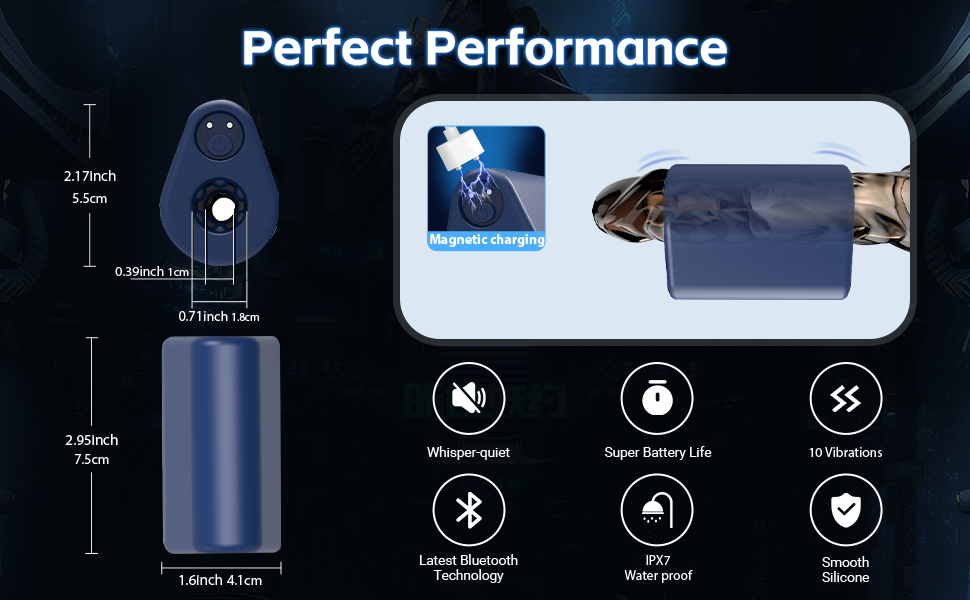 Perfect Performance
2.17Inch
5.5cm
0.39inch 1cm
0.71inch 1.8cm
2.95Inch
7.5cm
1.6Inch 4.1cm
Magnetic charging
Whisper-quiet
Super Battery Life
10 Vibrations
Latest Bluetooth
Technology
IPX7
Water proof
Smooth
Silicone